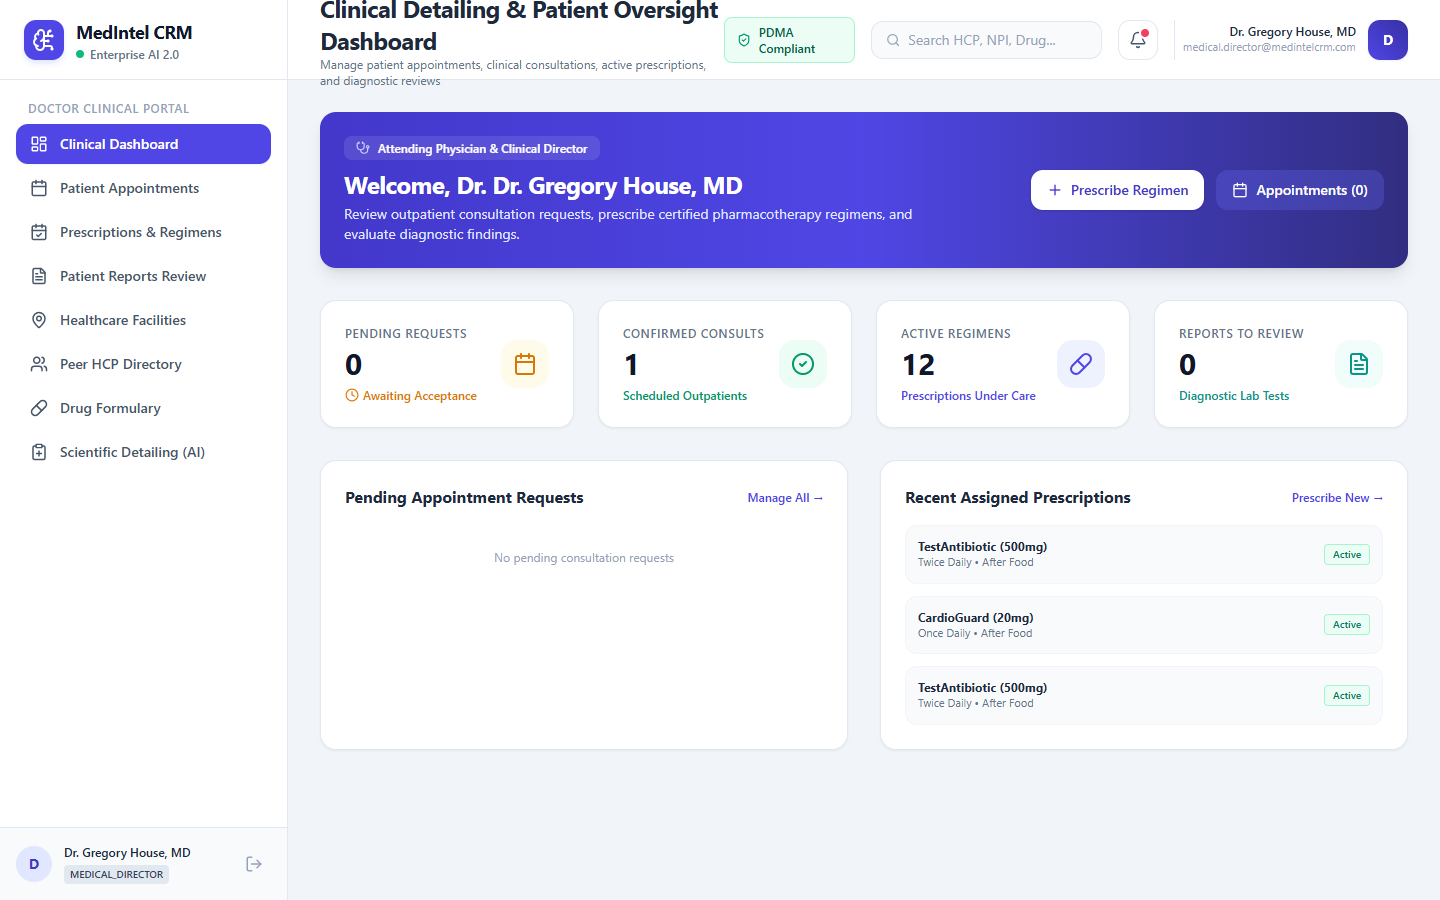 MedIntel CRM
Enterprise AI 2.0
DOCTOR CLINICAL PORTAL
Clinical Dashboard
Patient Appointments
Prescriptions & Regimens
Patient Reports Review
Healthcare Facilities
Peer HCP Directory
Drug Formulary
Scientific Detailing (AI)
D
Dr. Gregory House, MD
MEDICAL_DIRECTOR
Clinical Detailing & Patient Oversight
Dashboard
Manage patient appointments, clinical consultations, active prescriptions,
and diagnostic reviews
PDMA
Compliant
Search HCP, NPI, Drug...
Dr. Gregory House, MD
medical.director@medintelcrm.com
D
Attending Physician & Clinical Director
Welcome, Dr. Dr. Gregory House, MD
Review outpatient consultation requests, prescribe certified pharmacotherapy regimens, and
evaluate diagnostic findings.
Prescribe Regimen
Appointments (0)
PENDING REQUESTS
0
Awaiting Acceptance
CONFIRMED CONSULTS
1
Scheduled Outpatients
ACTIVE REGIMENS
12
Prescriptions Under Care
REPORTS TO REVIEW
0
Diagnostic Lab Tests
Pending Appointment Requests
Manage All →
No pending consultation requests
Recent Assigned Prescriptions
Prescribe New →
TestAntibiotic (500mg)
Twice Daily • After Food
Active
CardioGuard (20mg)
Once Daily • After Food
Active
TestAntibiotic (500mg)
Twice Daily • After Food
Active